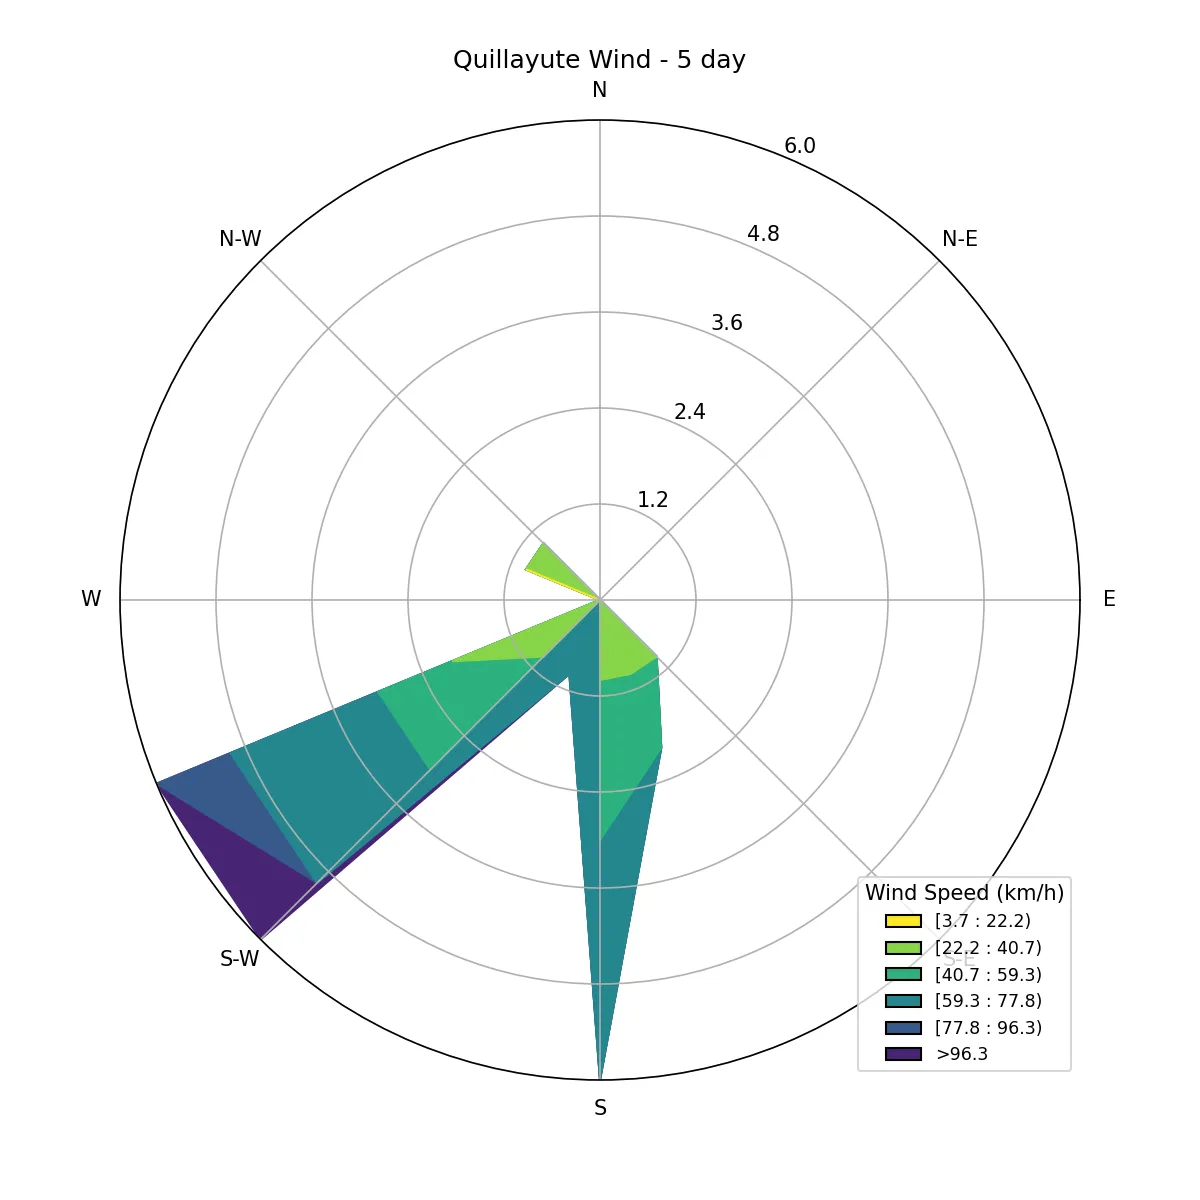 Quillayute Wind - 5 day
N
6.0
4.8
3.6
2.4
1.2
N-W
N-E
W
E
S-W
S-E
S
Wind Speed (km/h)
[3.7 : 22.2)
[22.2 : 40.7)
[40.7 : 59.3)
[59.3 : 77.8)
[77.8 : 96.3)
>96.3